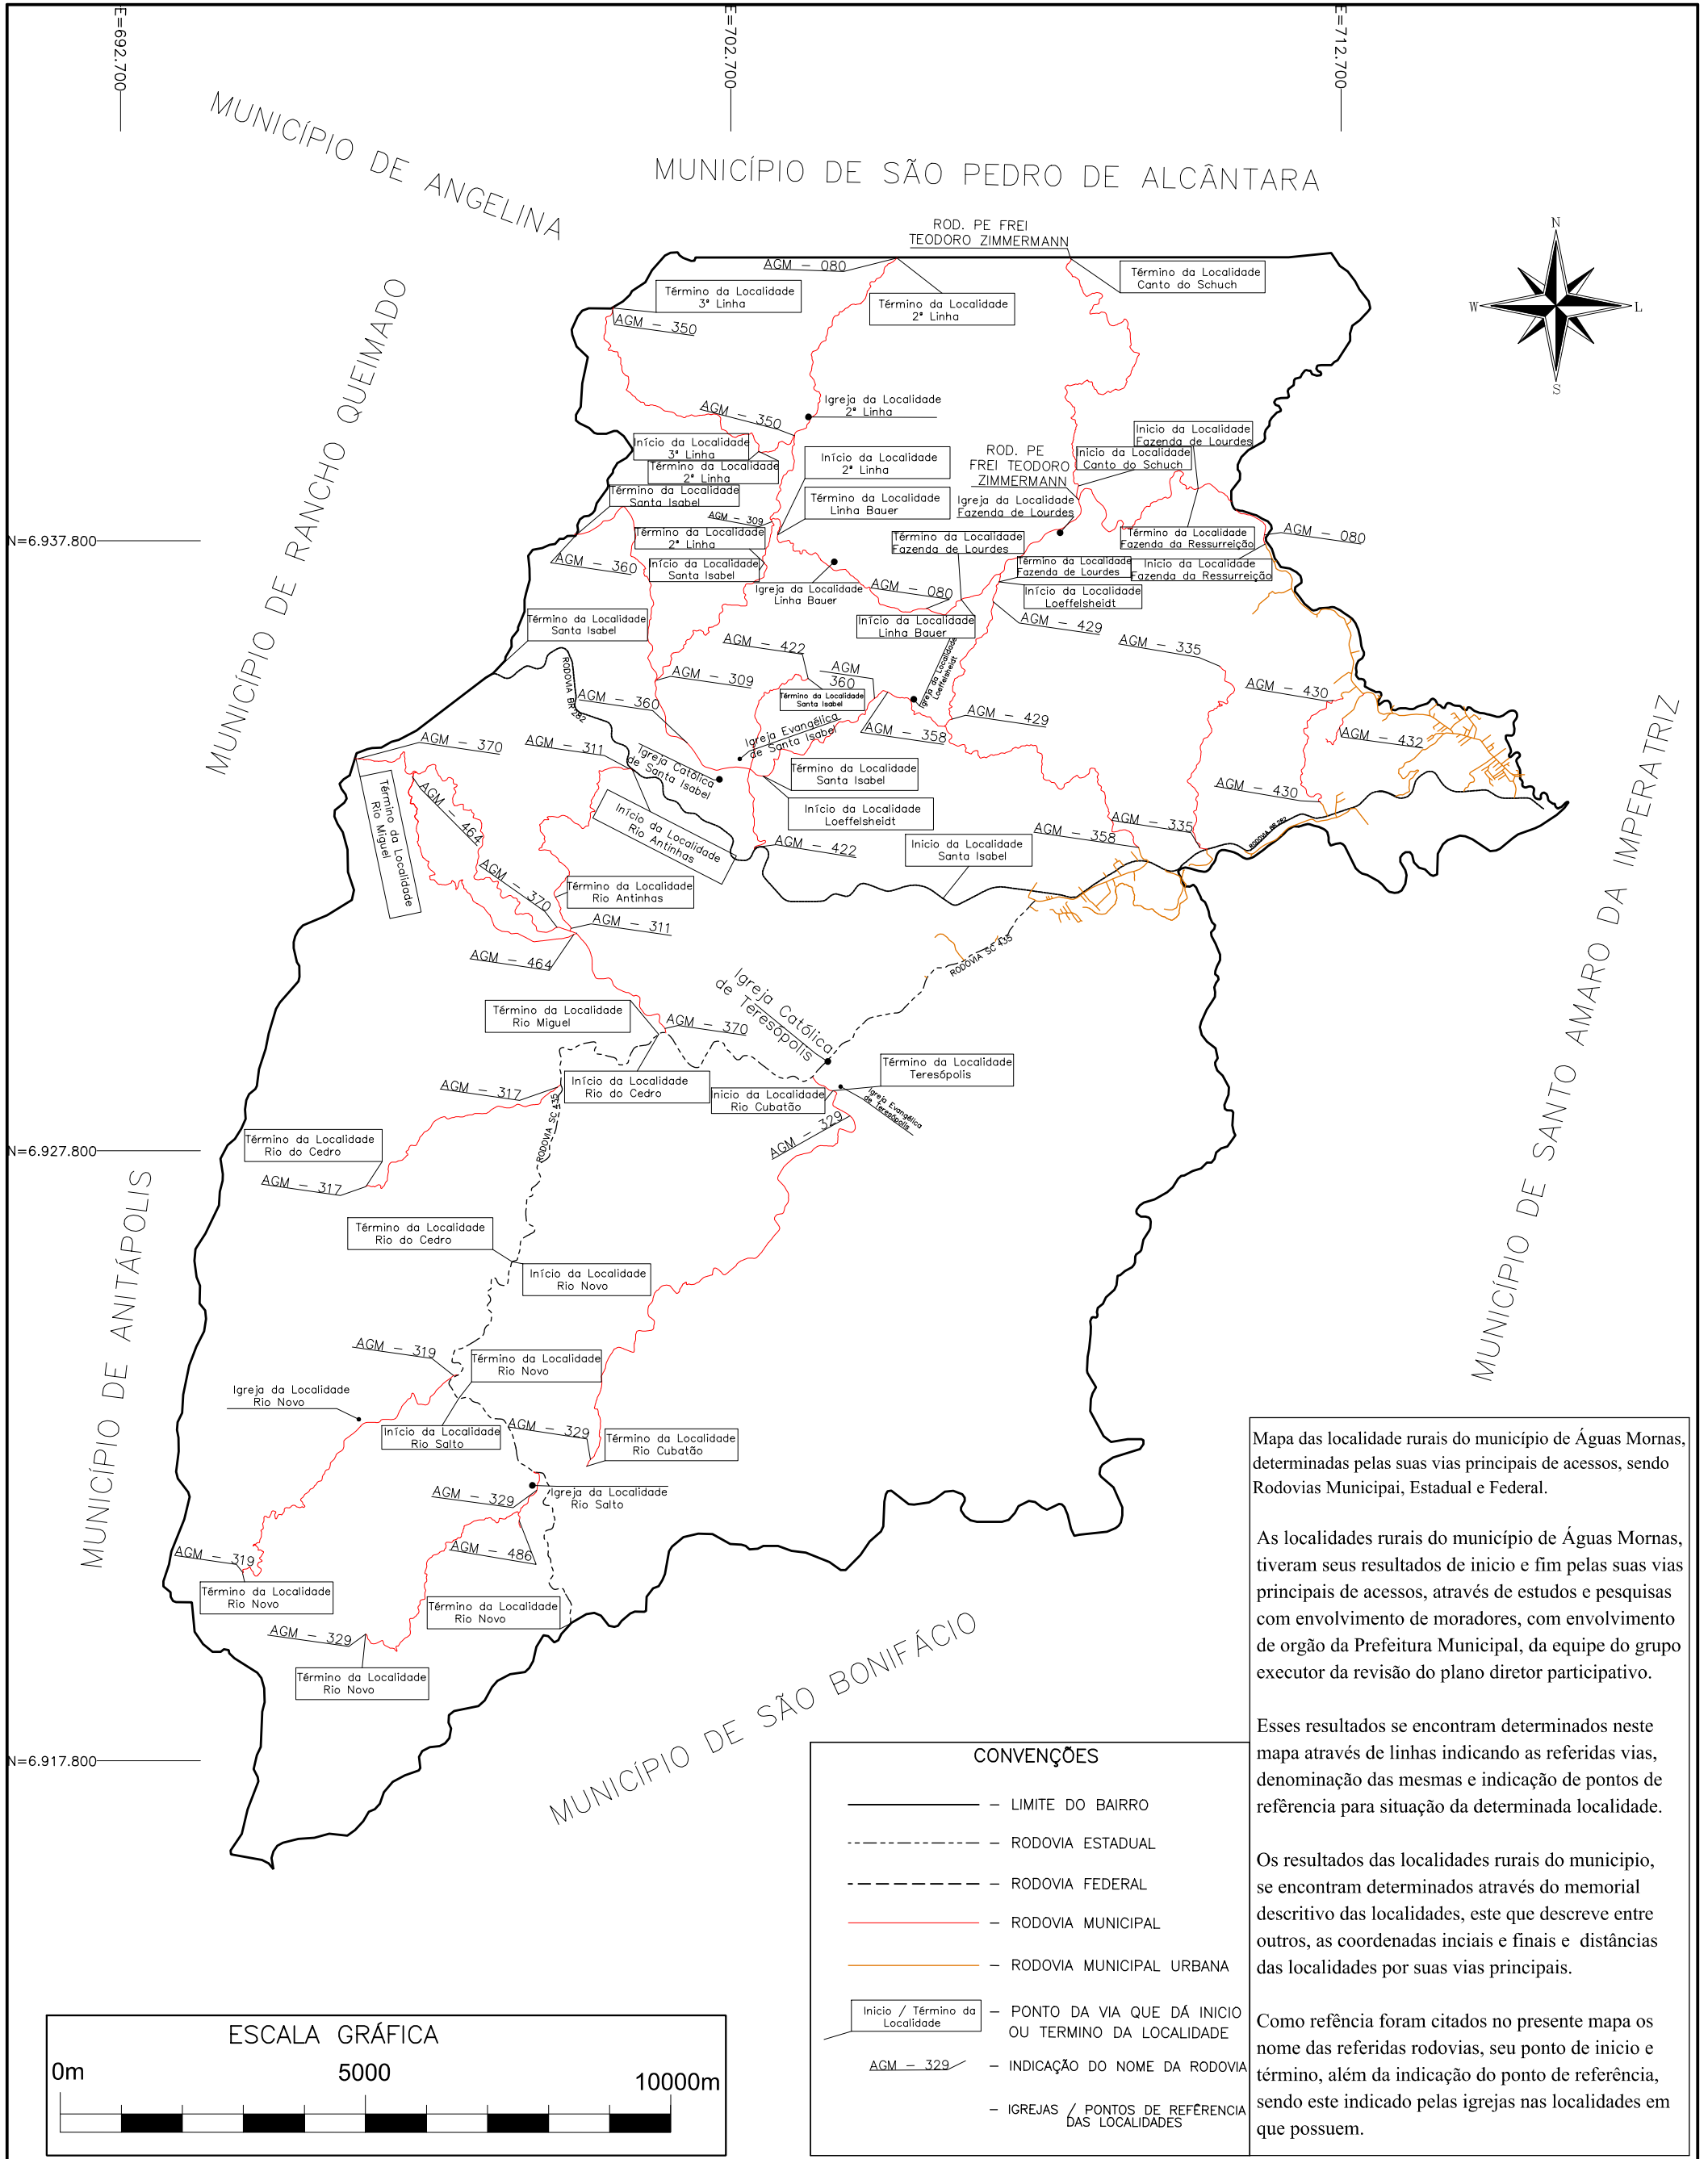 E=692.700
E=702.700
E=712.700
MUNICÍPIO DE ANGELINA
MUNICÍPIO DE SÃO PEDRO DE ALCÂNTARA
MUNICÍPIO DE RANCHO QUEIMADO
MUNICÍPIO DE ANITÁPOLIS
MUNICÍPIO DE SÃO BONIFÁCIO
MUNICÍPIO DE SANTO AMARO DA IMPERATRIZ
N
W
L
S
N=6.937.800
N=6.927.800
N=6.917.800
ROD. PE FREI
TEODORO ZIMMERMANN
AGM - 080
Término da Localidade
Canto do Schuch
Término da Localidade
3ª Linha
Término da Localidade
2ª Linha
AGM - 350
Igreja da Localidade
2ª Linha
AGM - 350
Início da Localidade
3ª Linha
Término da Localidade
2ª Linha
Início da Localidade
2ª Linha
Inicio da Localidade
Fazenda de Lourdes
Inicio da Localidade
Canto do Schuch
ROD. PE
FREI TEODORO
ZIMMERMANN
Término da Localidade
Santa Isabel
Término da Localidade
Linha Bauer
Igreja da Localidade
Fazenda de Lourdes
AGM - 309
Término da Localidade
2ª Linha
Início da Localidade
Santa Isabel
AGM - 360
Término da Localidade
Fazenda de Lourdes
Término da Localidade
Fazenda da Ressurreição
AGM - 080
Término da Localidade
Fazenda de Lourdes
Início da Localidade
Fazenda da Ressurreição
Igreja da Localidade
Linha Bauer
AGM - 080
Início da Localidade
Loeffelsheidt
Término da Localidade
Santa Isabel
Início da Localidade
Linha Bauer
AGM - 429
AGM - 422
AGM - 335
RODOVIA BR 282
AGM
360
Igreja da Localidade
Loeffelsheidt
AGM - 309
Término da Localidade
Santa Isabel
AGM - 430
AGM - 360
AGM - 429
AGM - 358
AGM - 432
AGM - 370
AGM - 311
Igreja Católica
de Santa Isabel
Igreja Evangélica
de Santa Isabel
Término da Localidade
Santa Isabel
AGM - 430
Término da Localidade
Rio Miguel
AGM - 464
Início da Localidade
Rio Antinhas
Início da Localidade
Loeffelsheidt
AGM - 422
AGM - 358
AGM - 335
RODOVIA BR 282
Inicio da Localidade
Santa Isabel
AGM - 370
Término da Localidade
Rio Antinhas
AGM - 311
AGM - 464
RODOVIA SC 435
Igreja Católica
de Teresópolis
Término da Localidade
Rio Miguel
AGM - 370
Término da Localidade
Teresópolis
AGM - 317
Início da Localidade
Rio do Cedro
Inicio da Localidade
Rio Cubatão
Igreja Evangélica
de Teresópolis
RODOVIA SC 435
AGM - 329
Término da Localidade
Rio do Cedro
AGM - 317
Término da Localidade
Rio do Cedro
Início da Localidade
Rio Novo
AGM - 319
Término da Localidade
Rio Novo
Igreja da Localidade
Rio Novo
Início da Localidade
Rio Salto
AGM - 329
Término da Localidade
Rio Cubatão
AGM - 329
Igreja da Localidade
Rio Salto
AGM - 486
AGM - 319
Término da Localidade
Rio Novo
Término da Localidade
Rio Novo
AGM - 329
Término da Localidade
Rio Novo
Mapa das localidade rurais do município de Águas Mornas,
determinadas pelas suas vias principais de acessos, sendo
Rodovias Municipai, Estadual e Federal.
As localidades rurais do município de Águas Mornas,
tiveram seus resultados de inicio e fim pelas suas vias
principais de acessos, através de estudos e pesquisas
com envolvimento de moradores, com envolvimento
de orgão da Prefeitura Municipal, da equipe do grupo
executor da revisão do plano diretor participativo.
Esses resultados se encontram determinados neste
mapa através de linhas indicando as referidas vias,
denominação das mesmas e indicação de pontos de
refêrencia para situação da determinada localidade.
Os resultados das localidades rurais do municipio,
se encontram determinados através do memorial
descritivo das localidades, este que descreve entre
outros, as coordenadas inciais e finais e distâncias
das localidades por suas vias principais.
Como refência foram citados no presente mapa os
nome das referidas rodovias, seu ponto de inicio e
término, além da indicação do ponto de referência,
sendo este indicado pelas igrejas nas localidades em
que possuem.
CONVENÇÕES
- LIMITE DO BAIRRO
- RODOVIA ESTADUAL
- RODOVIA FEDERAL
- RODOVIA MUNICIPAL
- RODOVIA MUNICIPAL URBANA
Inicio / Término da
Localidade
- PONTO DA VIA QUE DÁ INICIO
OU TERMINO DA LOCALIDADE
AGM - 329
- INDICAÇÃO DO NOME DA RODOVIA
- IGREJAS / PONTOS DE REFÊRENCIA
DAS LOCALIDADES
ESCALA GRÁFICA
0m
5000
10000m